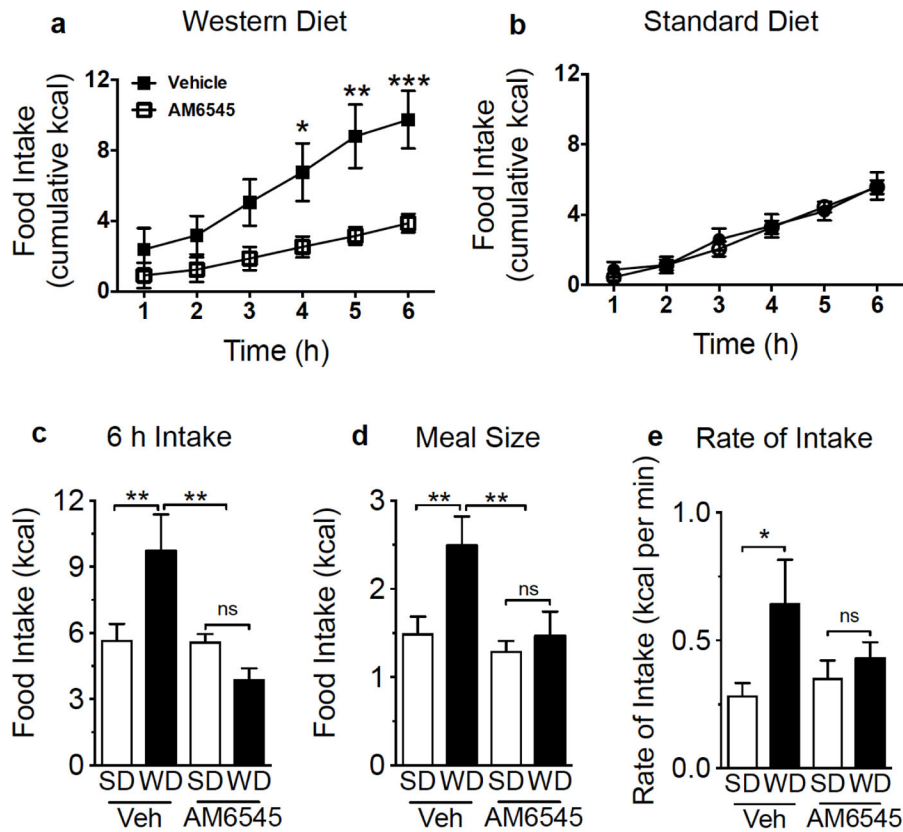 a Western Diet
Food Intake
(cumulative kcal)
12
8
4
0
Vehicle
AM6545
* ** ***
1 2 3 4 5 6
Time (h)
b Standard Diet
Food Intake
(cumulative kcal)
12
8
4
0
1 2 3 4 5 6
Time (h)
c 6 h Intake
Food Intake (kcal)
12
9
6
3
0
** **
ns
SD WD SD WD
Veh AM6545
d Meal Size
Food Intake (kcal)
3
2
1
0
** **
ns
SD WD SD WD
Veh AM6545
e Rate of Intake
Rate of Intake (kcal per min)
1.0
0.5
0.0
*
ns
SD WD SD WD
Veh AM6545